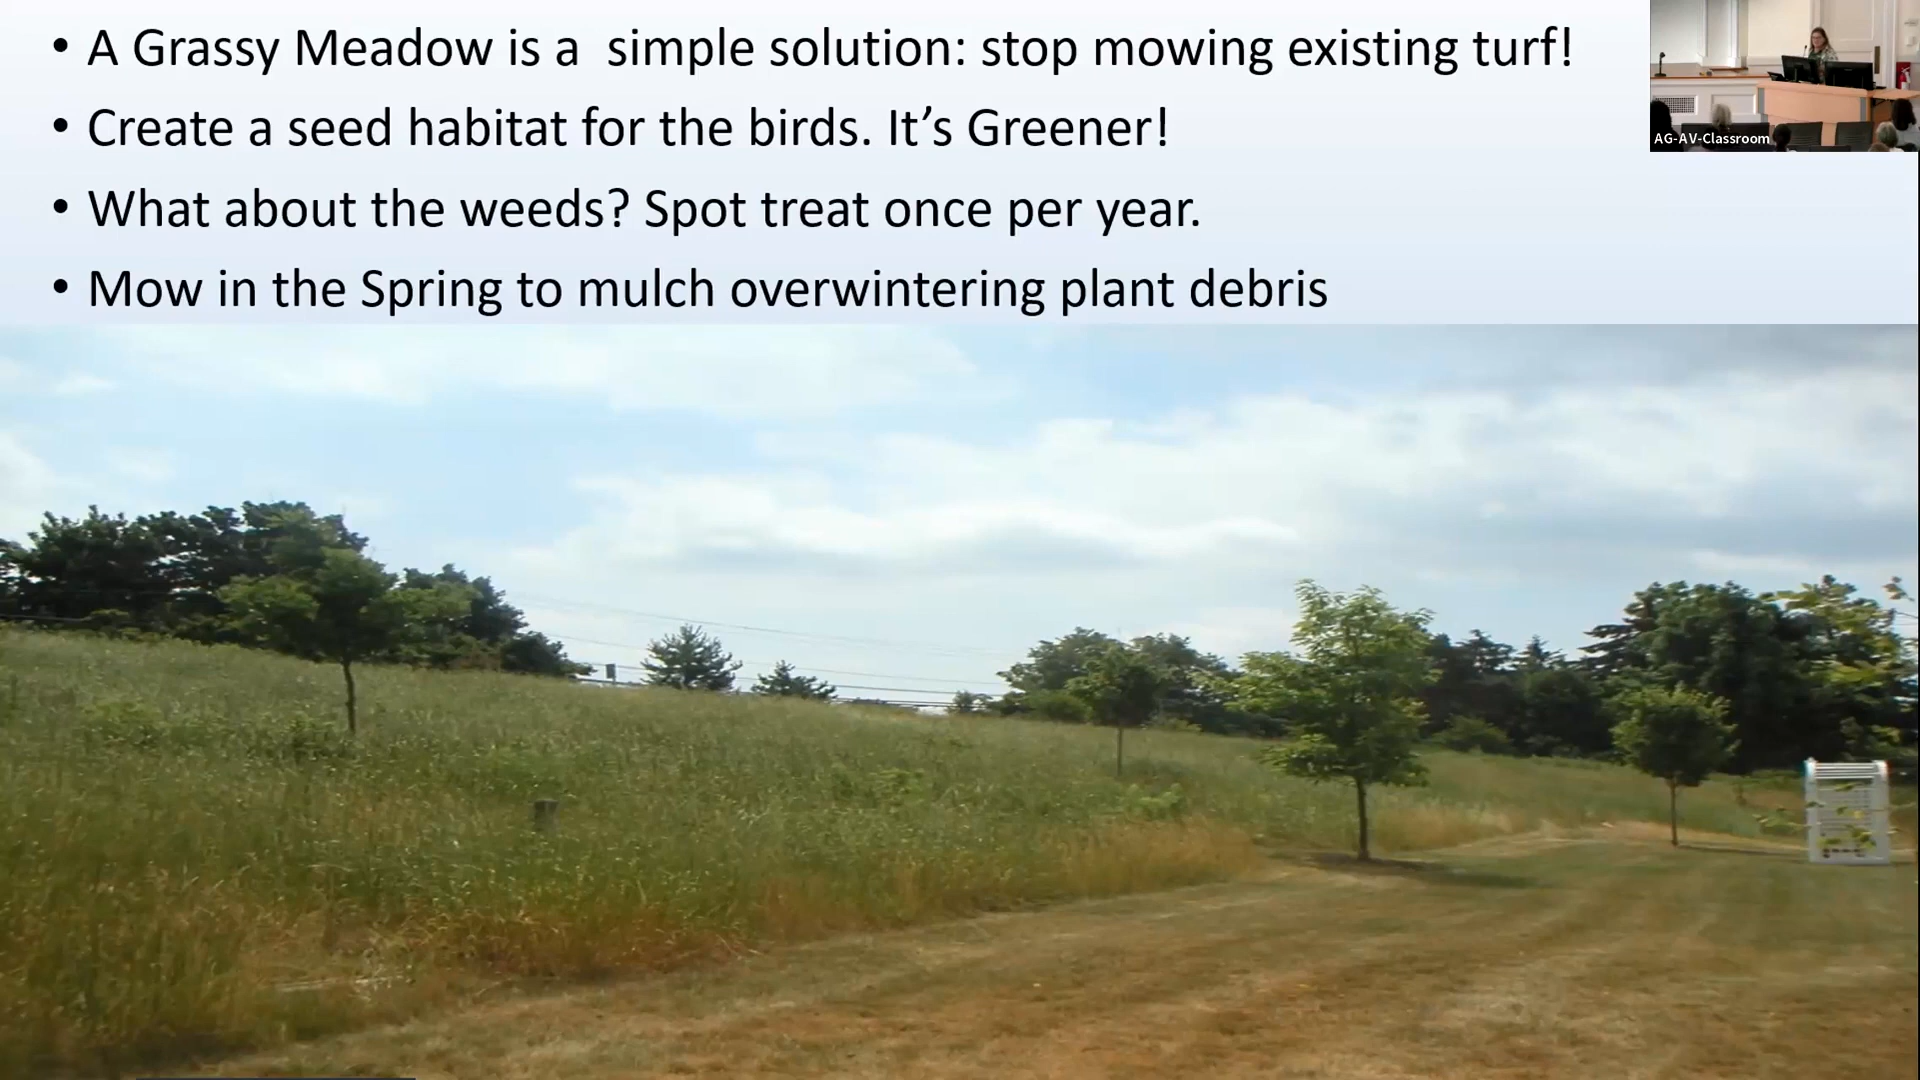 • A Grassy Meadow is a  simple solution: stop mowing existing turf!
• Create a seed habitat for the birds. It’s Greener!
• What about the weeds? Spot treat once per year.
• Mow in the Spring to mulch overwintering plant debris
AG-AV-Classroom